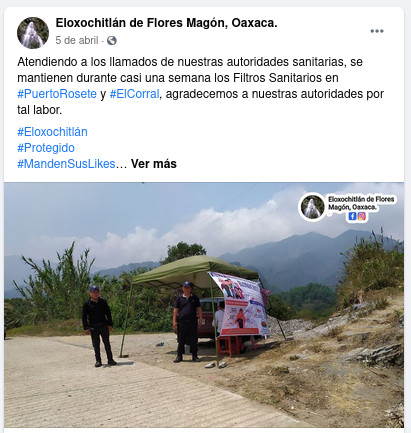 Eloxochitlán de Flores Magón, Oaxaca.
5 de abril ·
Atendiendo a los llamados de nuestras autoridades sanitarias, se
mantienen durante casi una semana los Filtros Sanitarios en
#PuertoRosete y #ElCorral, agradecemos a nuestras autoridades por
tal labor.
#Eloxochitlán
#Protegido
#MandenSusLikes… Ver más
Eloxochitlán de Flores
Magón, Oaxaca.